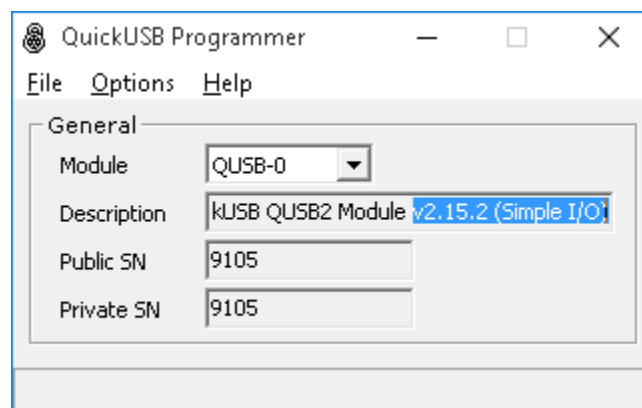 QuickUSB Programmer
File Options Help
General
Module QUSB-0
Description kUSB QUSB2 Module v2.15.2 (Simple I/O)
Public SN 9105
Private SN 9105